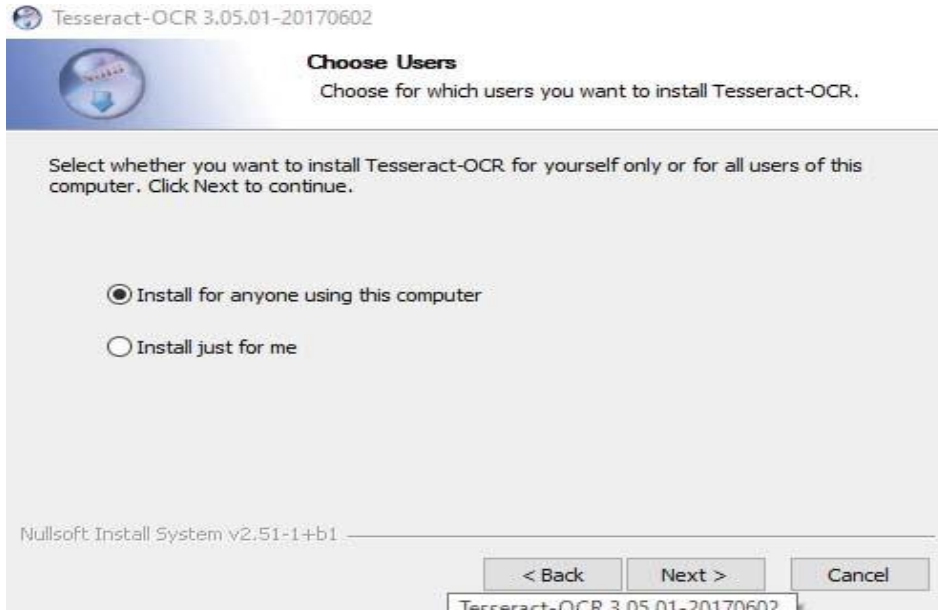 Tesseract-OCR 3.05.01-20170602
Choose Users
Choose for which users you want to install Tesseract-OCR.
Select whether you want to install Tesseract-OCR for yourself only or for all users of this
computer. Click Next to continue.
Install for anyone using this computer
Install just for me
Nullsoft Install System v2.51-1+b1
< Back Next > Cancel
Tesseract-OCR 3.05.01-20170602